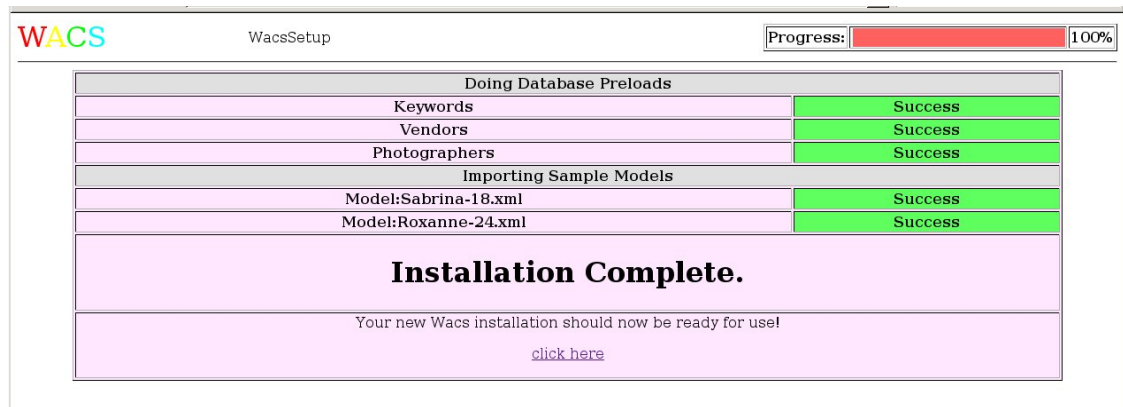 WACS WacsSetup Progress: 100%
Doing Database Preloads
Keywords Success
Vendors Success
Photographers Success
Importing Sample Models
Model:Sabrina-18.xml Success
Model:Roxanne-24.xml Success
Installation Complete.
Your new Wacs installation should now be ready for use!
click here